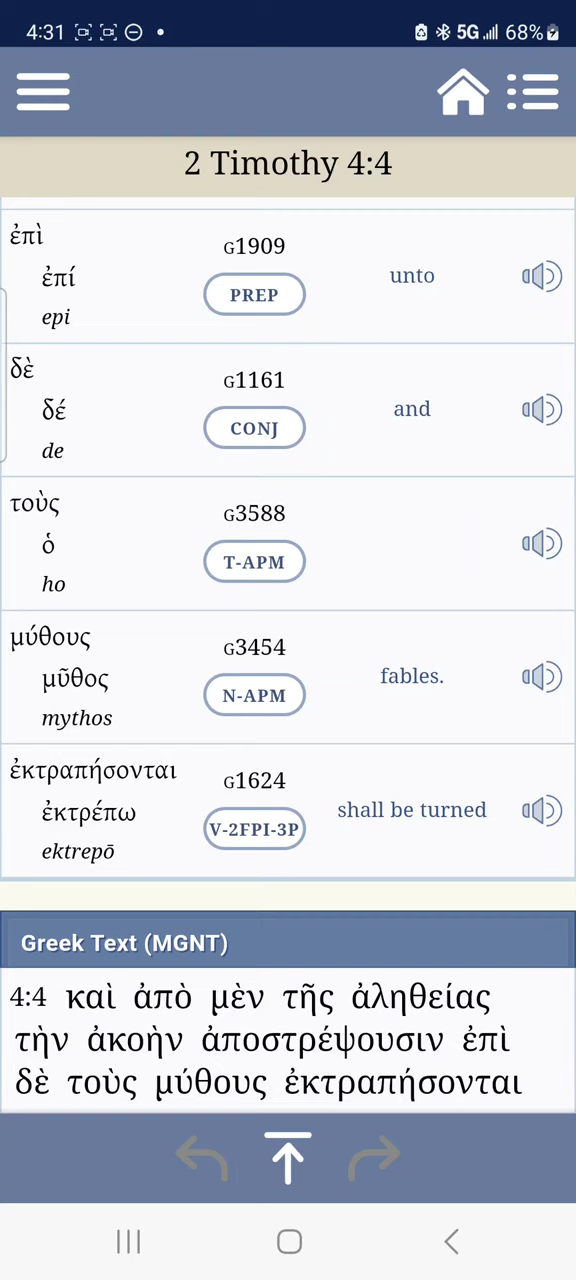 4:31 5G 68%
2 Timothy 4:4
ἐπὶ
G1909
ἐπί
PREP
unto
epi
δὲ
G1161
δέ
CONJ
and
de
τοὺς
G3588
ὁ
T-APM
ho
μύθους
G3454
μῦθος
N-APM
fables.
mythos
ἐκτραπήσονται
G1624
ἐκτρέπω
V-2FPI-3P
shall be turned
ektrepō
Greek Text (MGNT)
4:4 καὶ ἀπὸ μὲν τῆς ἀληθείας
τὴν ἀκοὴν ἀποστρέψουσιν ἐπὶ
δὲ τοὺς μύθους ἐκτραπήσονται